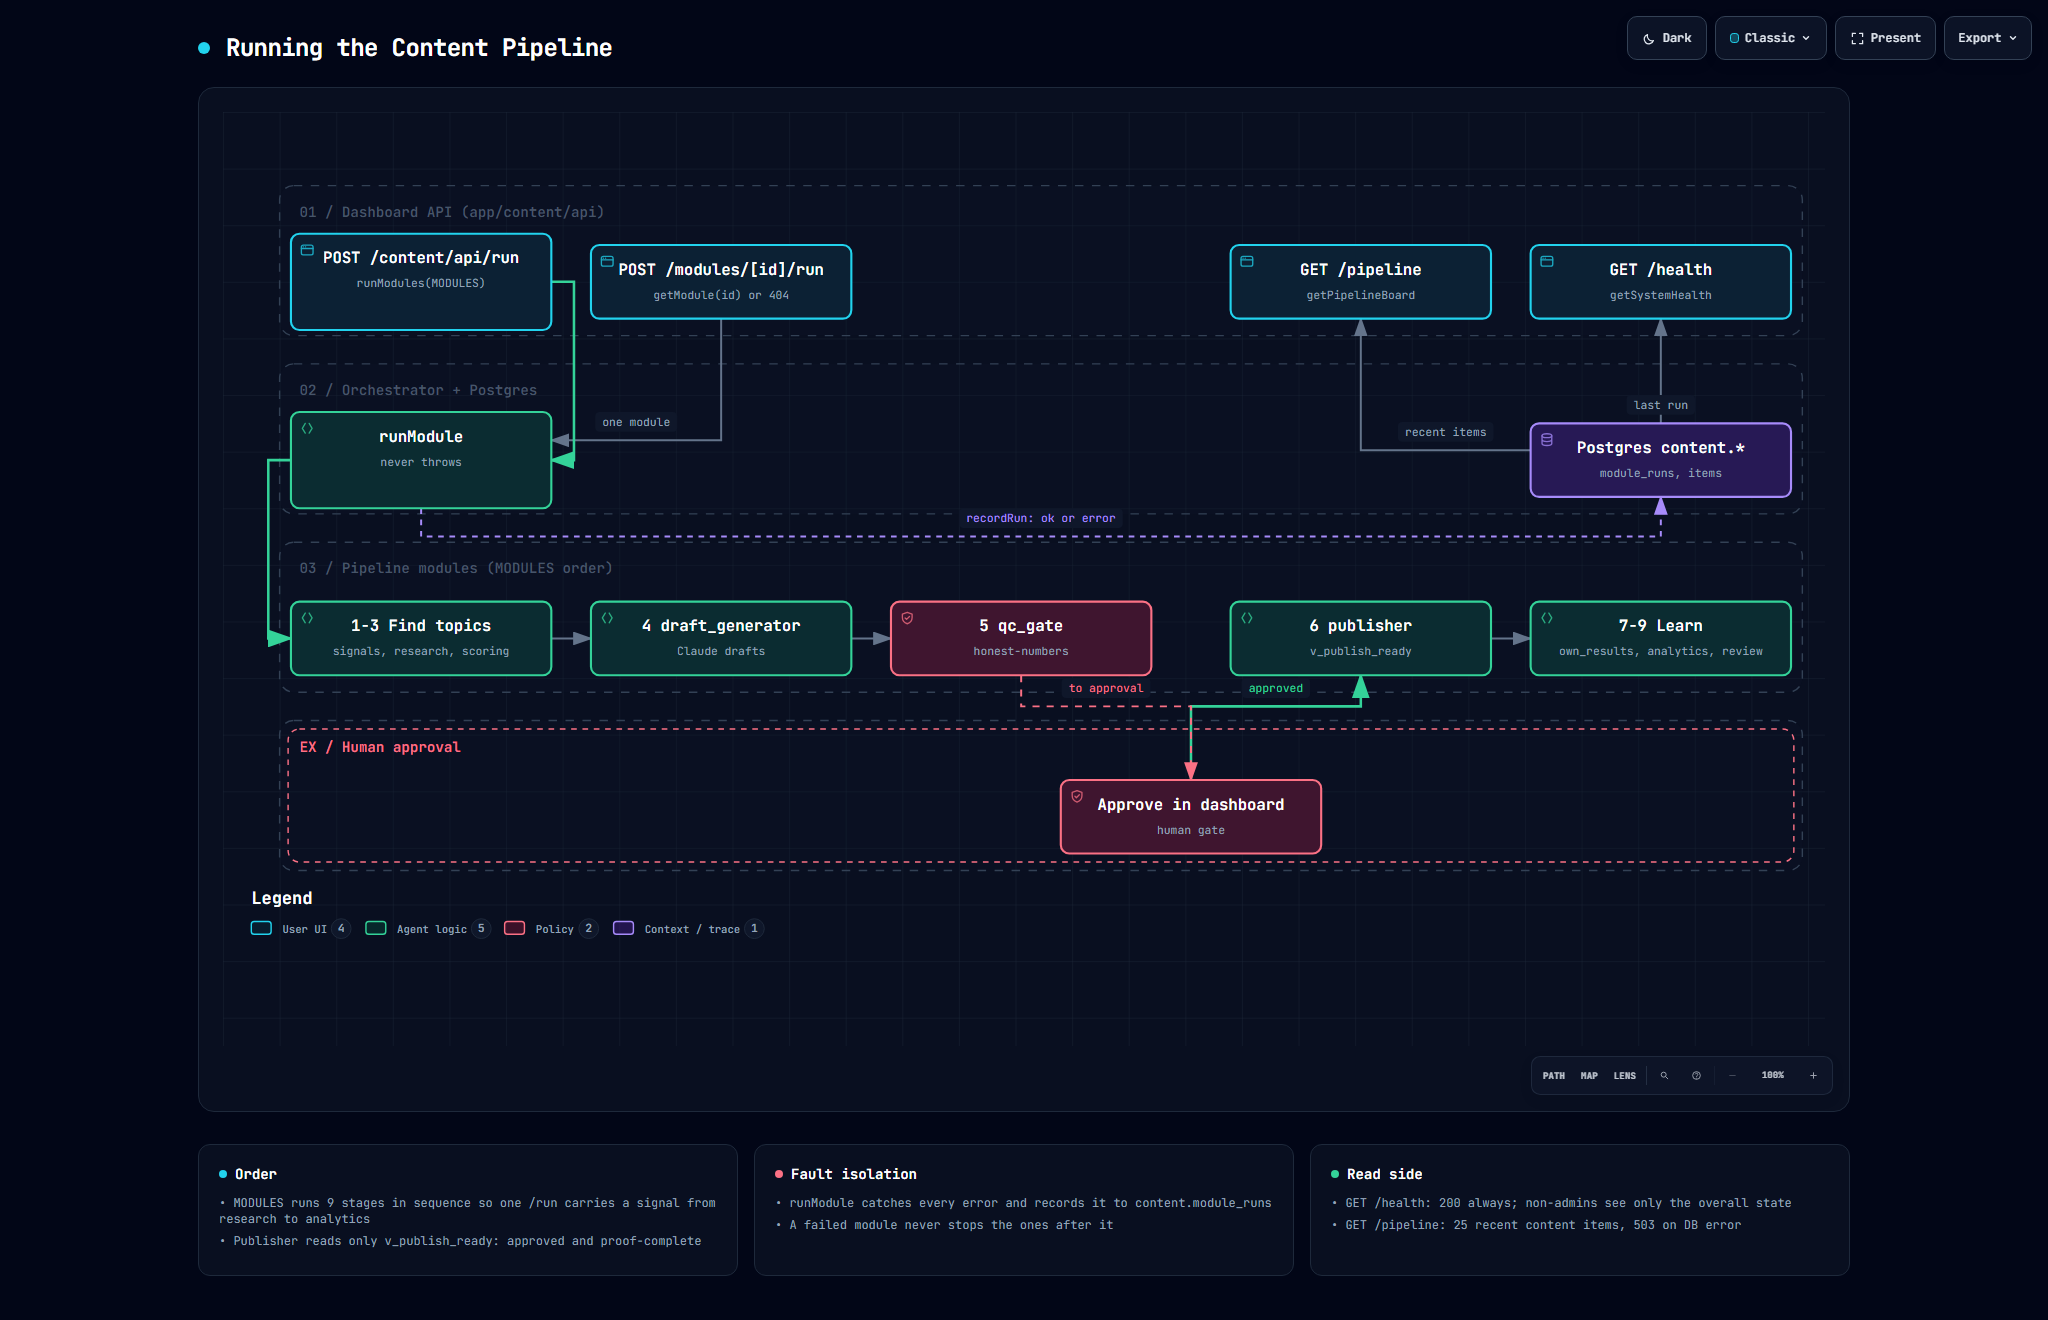 Running the Content Pipeline
Dark
Classic
Present
Export
01 / Dashboard API (app/content/api)
POST /content/api/run
runModules(MODULES)
POST /modules/[id]/run
getModule(id) or 404
GET /pipeline
getPipelineBoard
GET /health
getSystemHealth
02 / Orchestrator + Postgres
runModule
never throws
one module
recent items
last run
Postgres content.*
module_runs, items
recordRun: ok or error
03 / Pipeline modules (MODULES order)
1-3 Find topics
signals, research, scoring
4 draft_generator
Claude drafts
5 qc_gate
honest-numbers
6 publisher
v_publish_ready
7-9 Learn
own_results, analytics, review
to approval
approved
EX / Human approval
Approve in dashboard
human gate
Legend
User UI 4
Agent logic 5
Policy 2
Context / trace 1
PATH
MAP
LENS
100%
Order
• MODULES runs 9 stages in sequence so one /run carries a signal from
research to analytics
• Publisher reads only v_publish_ready: approved and proof-complete
Fault isolation
• runModule catches every error and records it to content.module_runs
• A failed module never stops the ones after it
Read side
• GET /health: 200 always; non-admins see only the overall state
• GET /pipeline: 25 recent content items, 503 on DB error